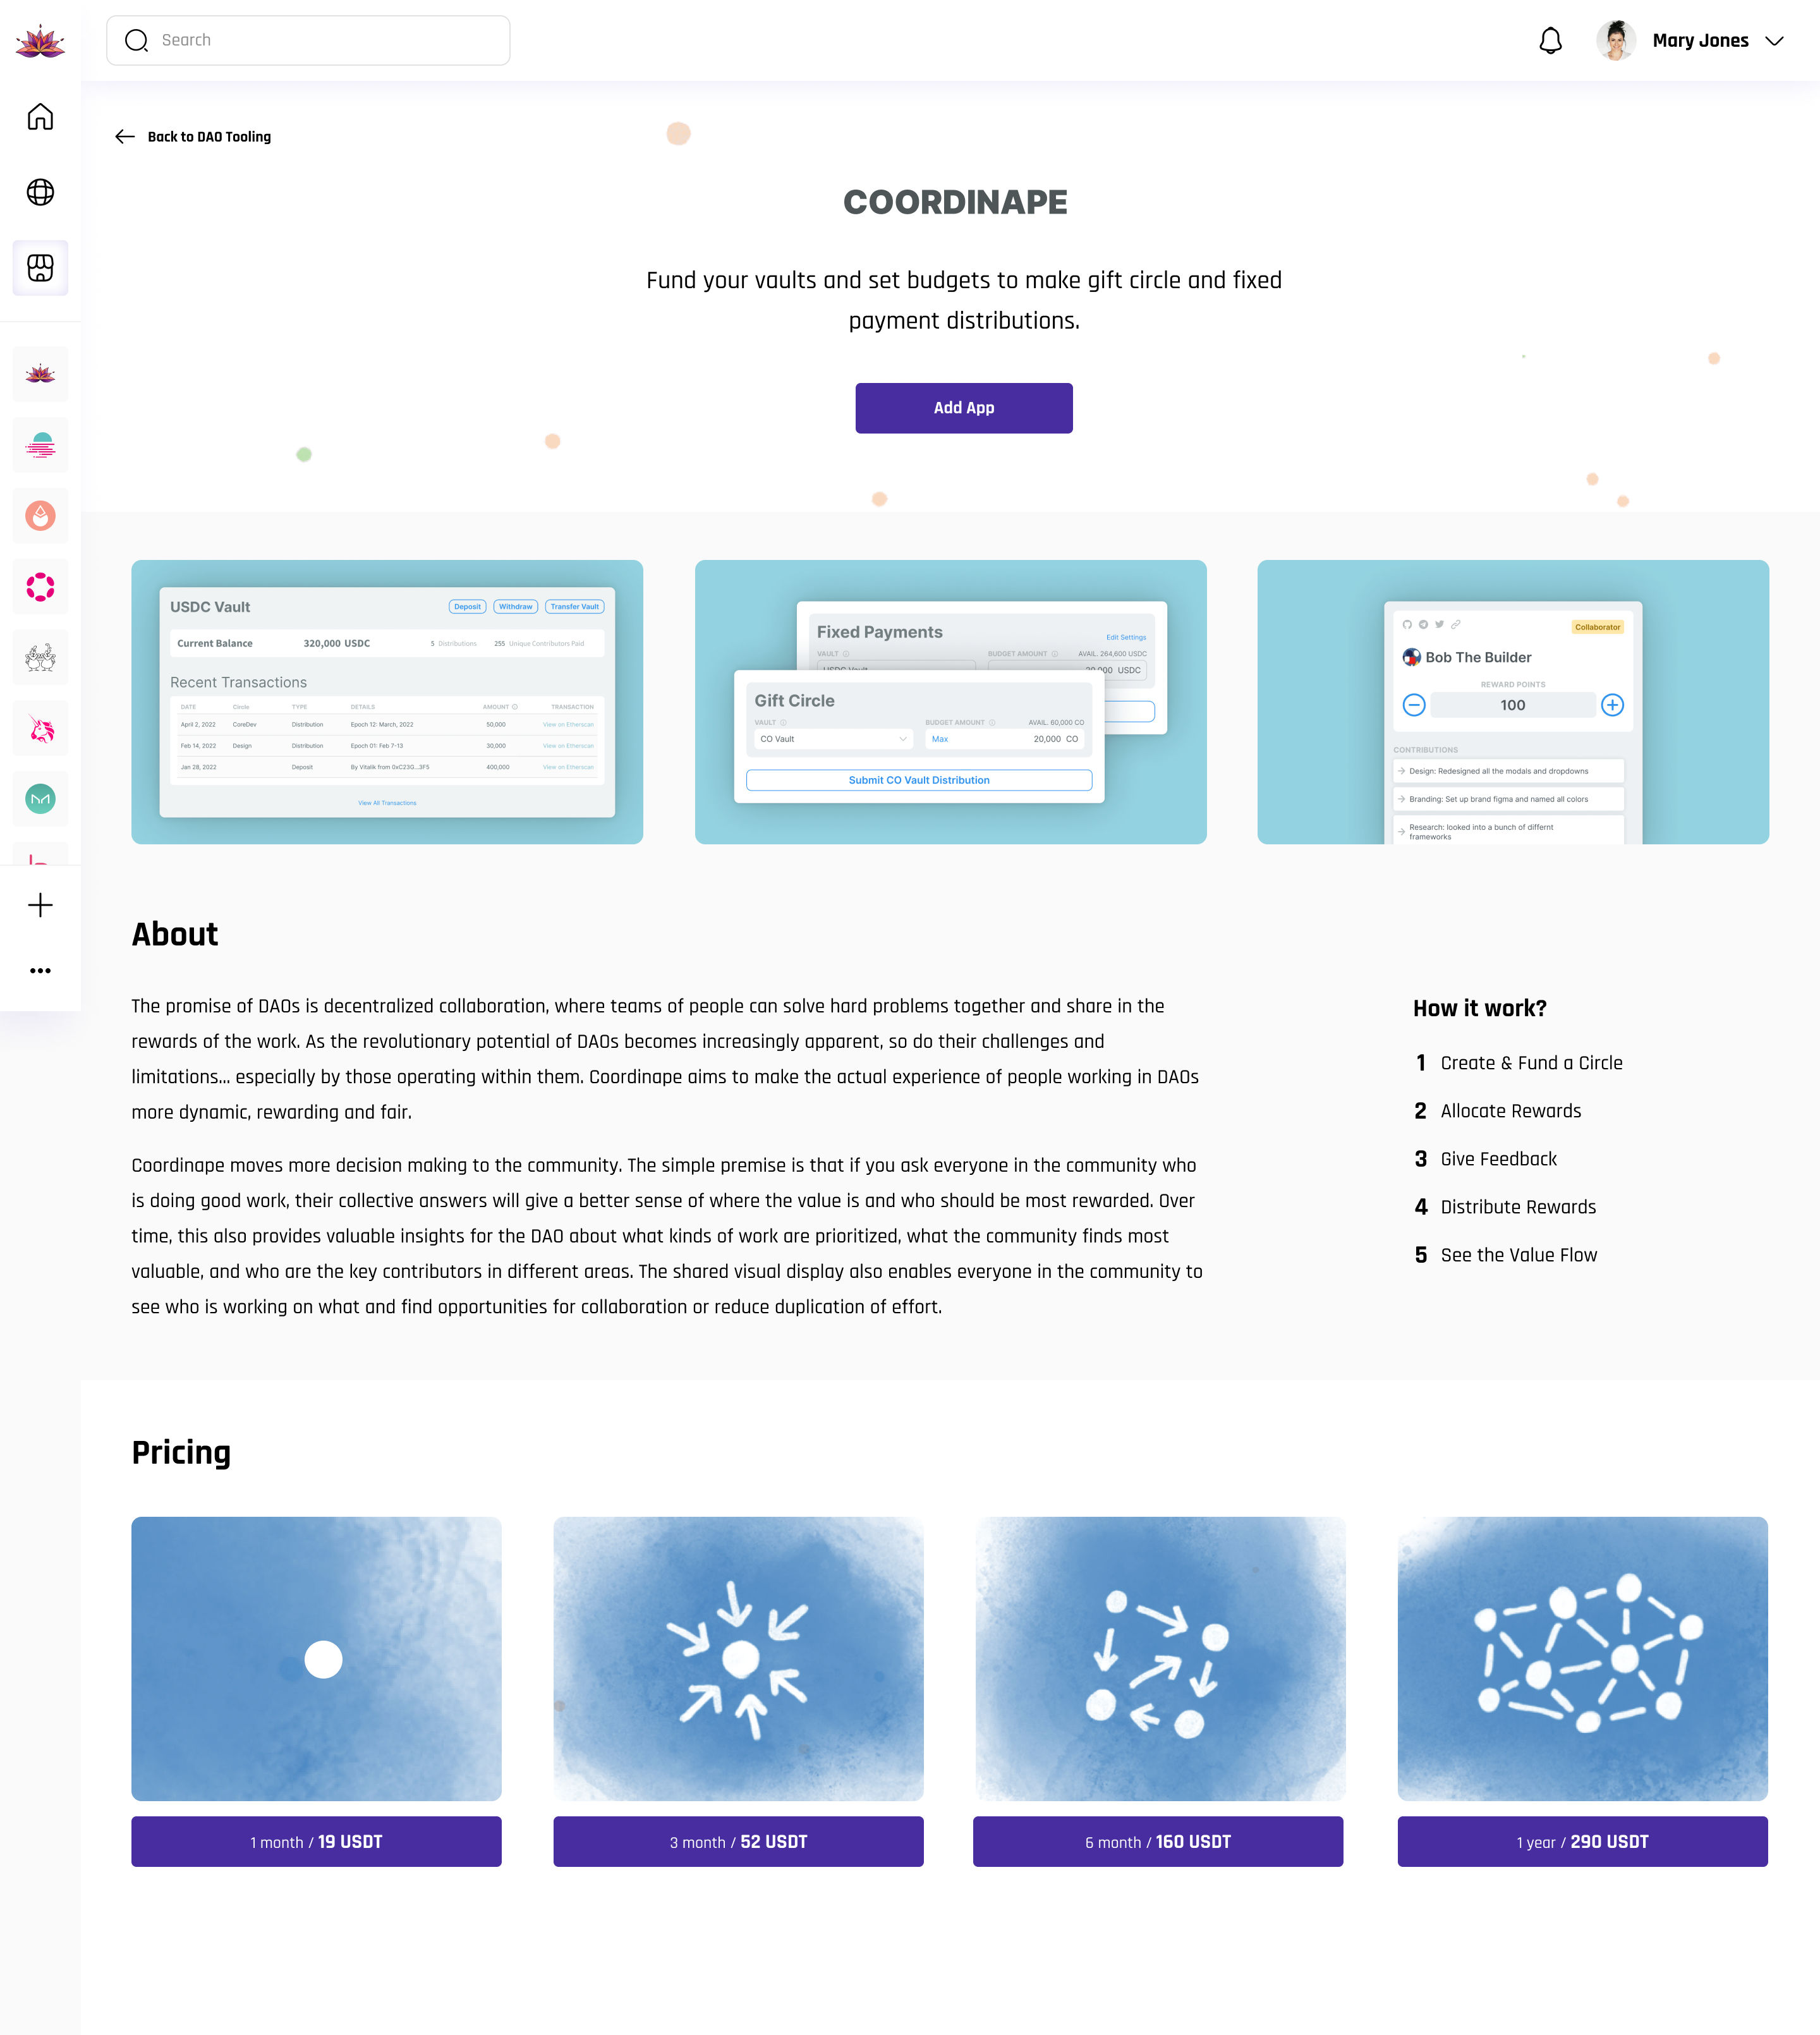 Search
Mary Jones
Back to DAO Tooling
COORDINAPE
Fund your vaults and set budgets to make gift circle and fixed
payment distributions.
Add App
USDC Vault
Deposit Withdraw Transfer Vault
Current Balance 320,000 USDC 5 Distributions 255 Unique Contributors Paid
Recent Transactions
DATE Circle TYPE DETAILS AMOUNT TRANSACTION
April 2, 2022 CoreDev Distribution Epoch 12: March, 2022 50,000 View on Etherscan
Feb 14, 2022 Design Distribution Epoch 01: Feb 7-13 30,000 View on Etherscan
Jan 28, 2022 Deposit By Vitalik from 0xC23G...3F5 400,000 View on Etherscan
View All Transactions
Fixed Payments
Edit Settings
VAULT BUDGET AMOUNT AVAIL. 264,600 USDC
USDC Vault 20,000 USDC
Gift Circle
VAULT BUDGET AMOUNT AVAIL. 60,000 CO
CO Vault Max 20,000 CO
Submit CO Vault Distribution
Collaborator
Bob The Builder
REWARD POINTS
100
CONTRIBUTIONS
Design: Redesigned all the modals and dropdowns
Branding: Set up brand figma and named all colors
Research: looked into a bunch of differnt
frameworks
About
The promise of DAOs is decentralized collaboration, where teams of people can solve hard problems together and share in the
rewards of the work. As the revolutionary potential of DAOs becomes increasingly apparent, so do their challenges and
limitations... especially by those operating within them. Coordinape aims to make the actual experience of people working in DAOs
more dynamic, rewarding and fair.
Coordinape moves more decision making to the community. The simple premise is that if you ask everyone in the community who
is doing good work, their collective answers will give a better sense of where the value is and who should be most rewarded. Over
time, this also provides valuable insights for the DAO about what kinds of work are prioritized, what the community finds most
valuable, and who are the key contributors in different areas. The shared visual display also enables everyone in the community to
see who is working on what and find opportunities for collaboration or reduce duplication of effort.
How it work?
1 Create & Fund a Circle
2 Allocate Rewards
3 Give Feedback
4 Distribute Rewards
5 See the Value Flow
Pricing
1 month / 19 USDT
3 month / 52 USDT
6 month / 160 USDT
1 year / 290 USDT